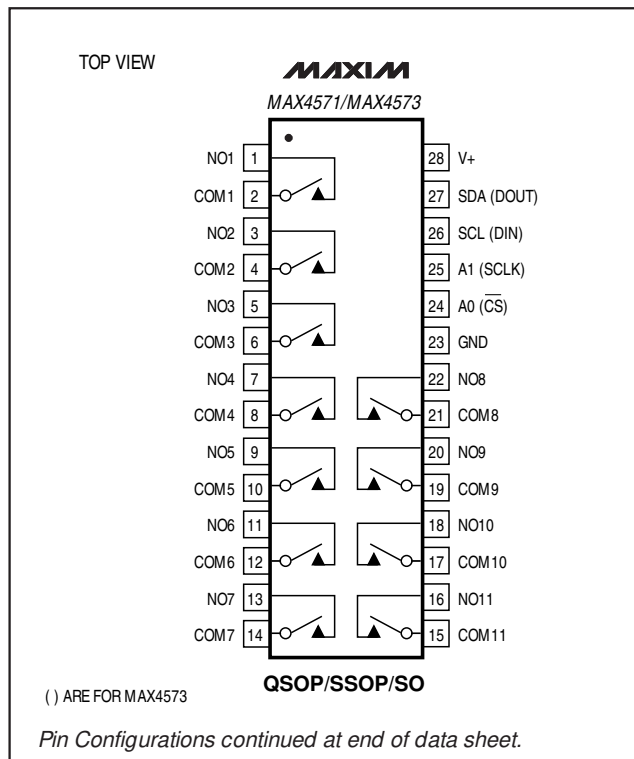 TOP VIEW
MAXIM
MAX4571/MAX4573
NO1 1
COM1 2
NO2 3
COM2 4
NO3 5
COM3 6
NO4 7
COM4 8
NO5 9
COM5 10
NO6 11
COM6 12
NO7 13
COM7 14
28 V+
27 SDA (DOUT)
26 SCL (DIN)
25 A1 (SCLK)
24 A0 (C̅S̅)
23 GND
22 NO8
21 COM8
20 NO9
19 COM9
18 NO10
17 COM10
16 NO11
15 COM11
QSOP/SSOP/SO
( ) ARE FOR MAX4573
Pin Configurations continued at end of data sheet.